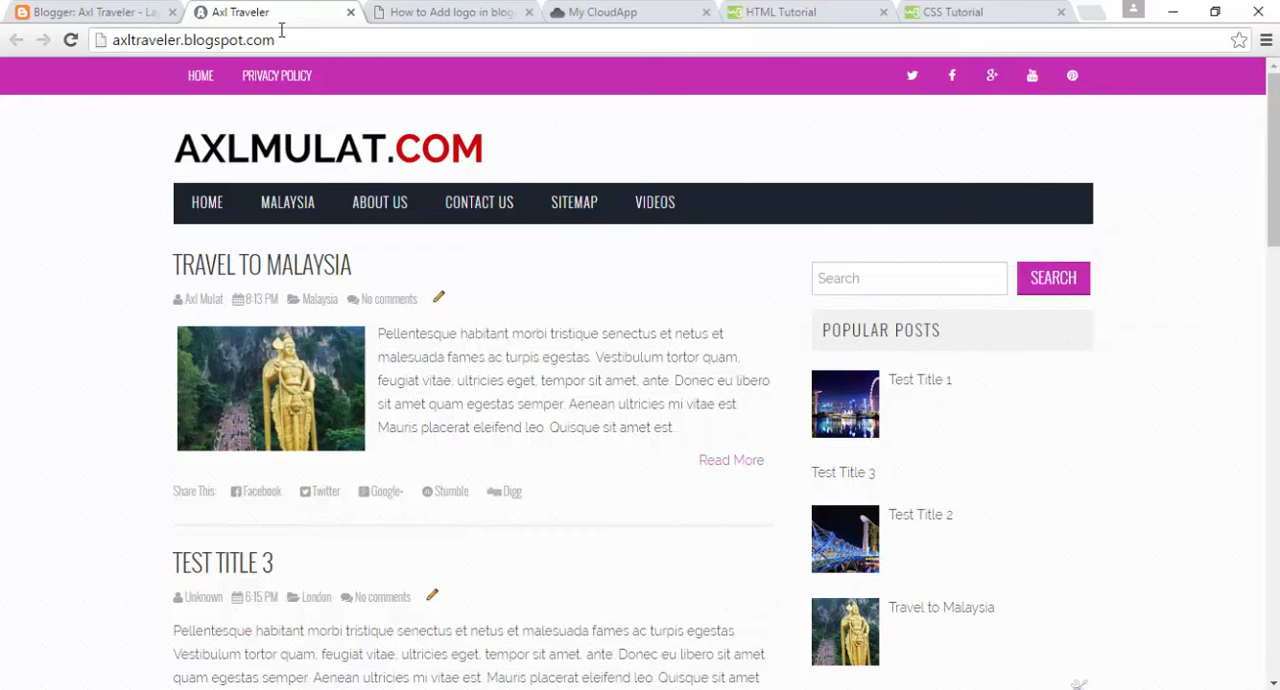 Blogger: Axl Traveler - La
Axl Traveler
How to Add logo in blog
My CloudApp
HTML Tutorial
CSS Tutorial
axltraveler.blogspot.com
HOME PRIVACY POLICY
AXLMULAT.COM
HOME MALAYSIA ABOUT US CONTACT US SITEMAP VIDEOS
TRAVEL TO MALAYSIA
Axl Mulat 8:13 PM Malaysia No comments
Pellentesque habitant morbi tristique senectus et netus et
malesuada fames ac turpis egestas. Vestibulum tortor quam,
feugiat vitae, ultricies eget, tempor sit amet, ante. Donec eu libero
sit amet quam egestas semper. Aenean ultricies mi vitae est.
Mauris placerat eleifend leo. Quisque sit amet est...
Read More
Share This: Facebook Twitter Google+ Stumble Digg
TEST TITLE 3
Unknown 6:15 PM London No comments
Pellentesque habitant morbi tristique senectus et netus et malesuada fames ac turpis egestas.
Vestibulum tortor quam, feugiat vitae, ultricies eget, tempor sit amet, ante. Donec eu libero sit amet
quam egestas semper. Aenean ultricies mi vitae est. Mauris placerat eleifend leo. Quisque sit amet
Search SEARCH
POPULAR POSTS
Test Title 1
Test Title 3
Test Title 2
Travel to Malaysia